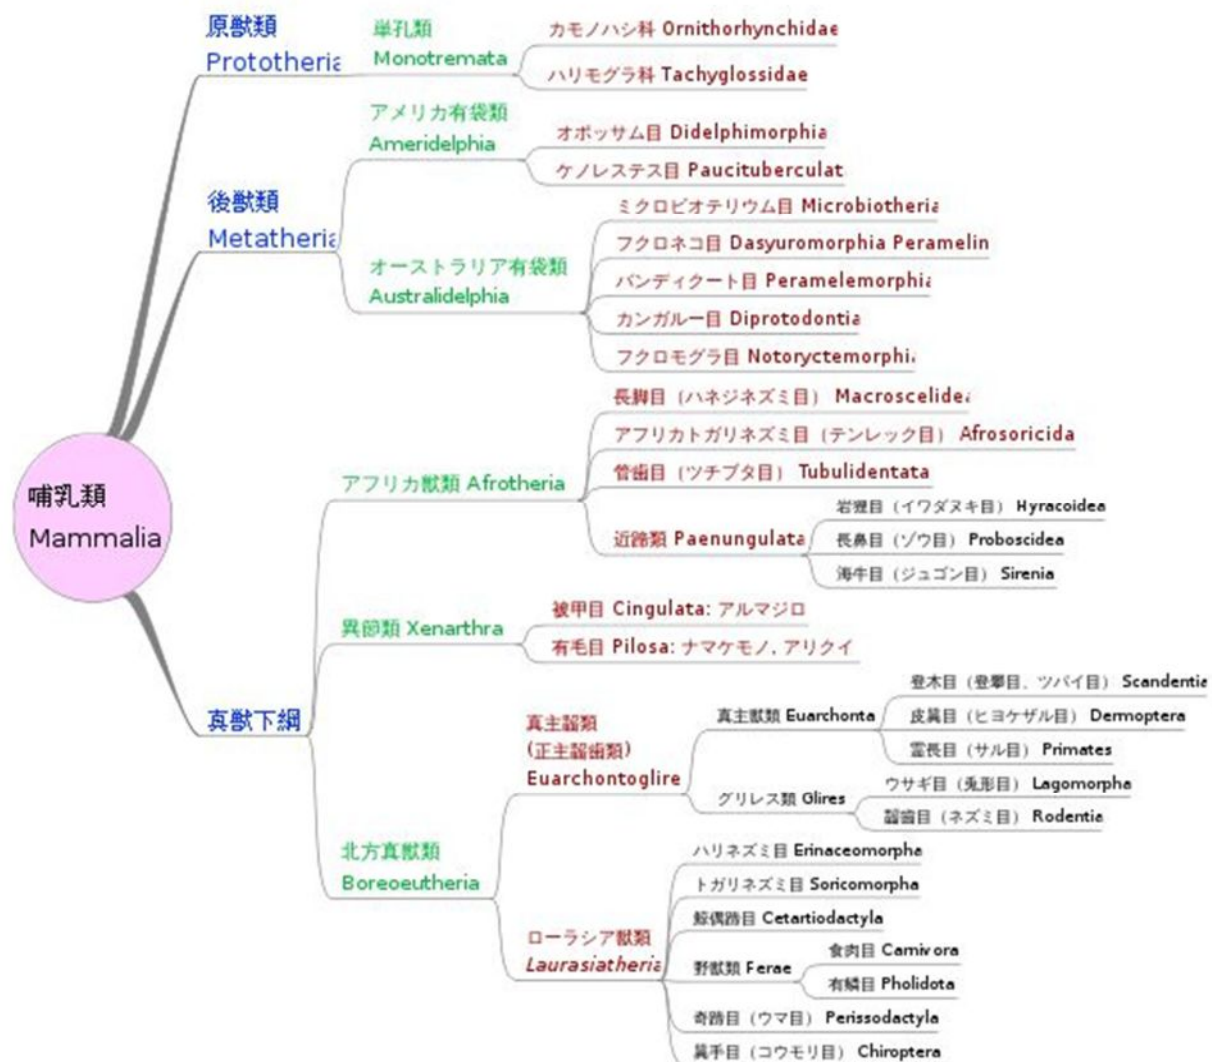 原獣類
Prototheria
単孔類
Monotremata
カモノハシ科 Ornithorhynchidae
ハリモグラ科 Tachyglossidae
後獣類
Metatheria
アメリカ有袋類
Ameridelphia
オポッサム目 Didelphimorphia
ケノレステス目 Paucituberculat
オーストラリア有袋類
Australidelphia
ミクロビオテリウム目 Microbiotheria
フクロネコ目 Dasyuromorphia Peramelin
バンディクート目 Peramelemorphia
カンガルー目 Diprotodontia
フクロモグラ目 Notoryctemorphi
哺乳類
Mammalia
真獣下綱
アフリカ獣類 Afrotheria
長脚目（ハネジネズミ目） Macroscelidea
アフリカトガリネズミ目（テンレック目） Afrosoricida
管歯目（ツチブタ目） Tubulidentata
近蹄類 Paenungulata
岩狸目（イワダヌキ目） Hyracoidea
長鼻目（ゾウ目） Proboscidea
海牛目（ジュゴン目） Sirenia
異節類 Xenarthra
被甲目 Cingulata: アルマジロ
有毛目 Pilosa: ナマケモノ, アリクイ
北方真獣類
Boreoeutheria
真主齧類
(正主齧歯類)
Euarchontoglire
真主獣類 Euarchonta
登木目（登攀目、ツパイ目） Scandentia
皮翼目（ヒヨケザル目） Dermoptera
霊長目（サル目） Primates
グリレス類 Glires
ウサギ目（兎形目） Lagomorpha
齧歯目（ネズミ目） Rodentia
ローラシア獣類
Laurasiatheria
ハリネズミ目 Erinaceomorpha
トガリネズミ目 Soricomorpha
鯨偶蹄目 Cetartiodactyla
野獣類 Ferae
食肉目 Carnivora
有鱗目 Pholidota
奇蹄目（ウマ目） Perissodactyla
翼手目（コウモリ目） Chiroptera